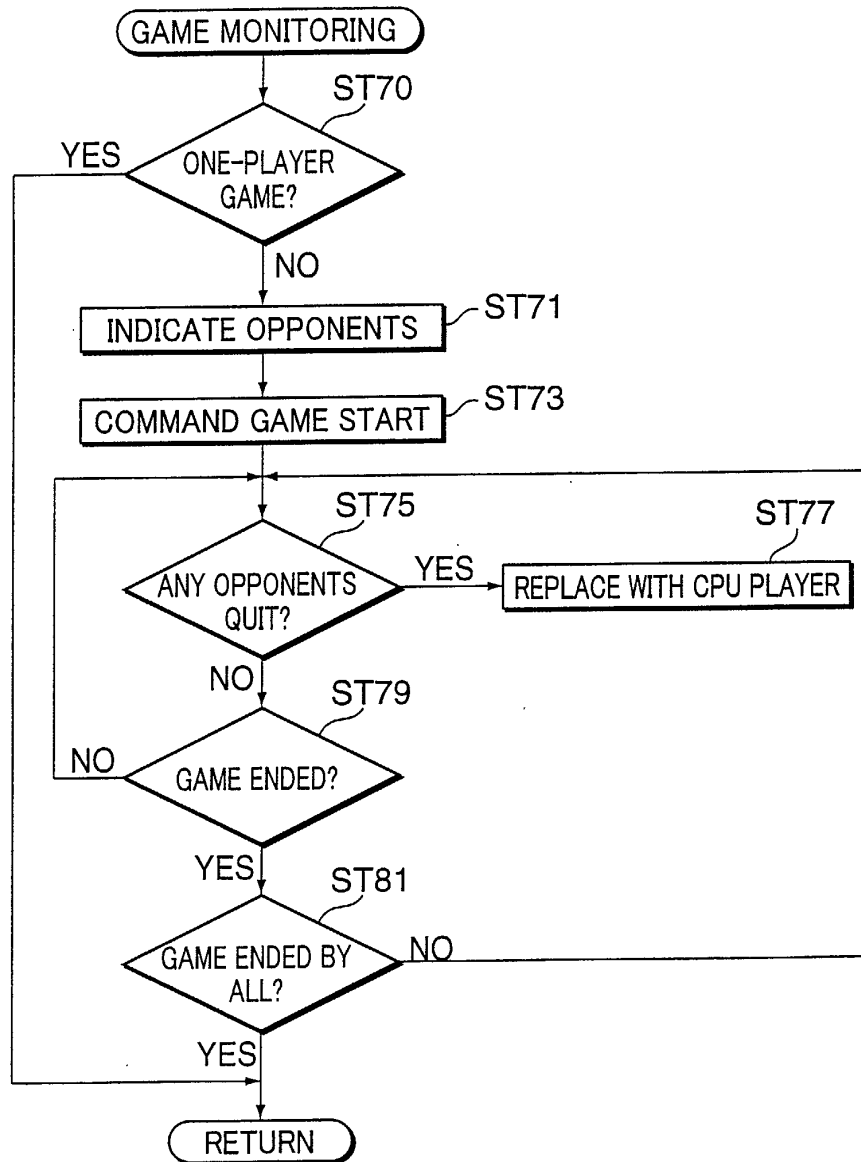 GAME MONITORING
ST70
YES
ONE-PLAYER
GAME?
NO
INDICATE OPPONENTS
ST71
COMMAND GAME START
ST73
ST75
ST77
ANY OPPONENTS
QUIT?
YES
REPLACE WITH CPU PLAYER
NO
ST79
NO
GAME ENDED?
YES
ST81
GAME ENDED BY
ALL?
NO
YES
RETURN